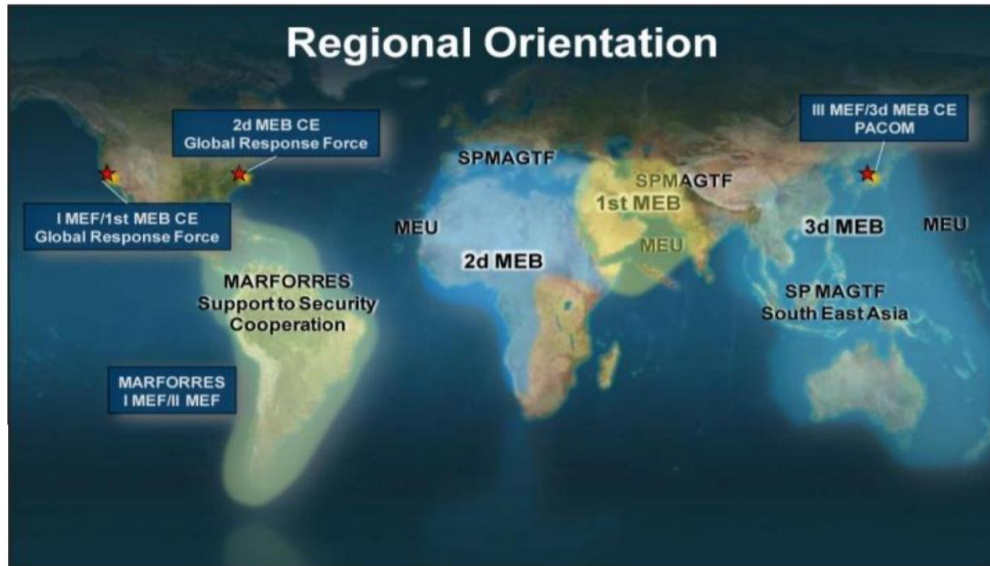 Regional Orientation
2d MEB CE
Global Response Force
III MEF/3d MEB CE
PACOM
I MEF/1st MEB CE
Global Response Force
SPMAGTF
SPMAGTF
1st MEB
MEU
MEU
2d MEB
3d MEB
MEU
MARFORRES
Support to Security
Cooperation
SP MAGTF
South East Asia
MARFORRES
I MEF/II MEF